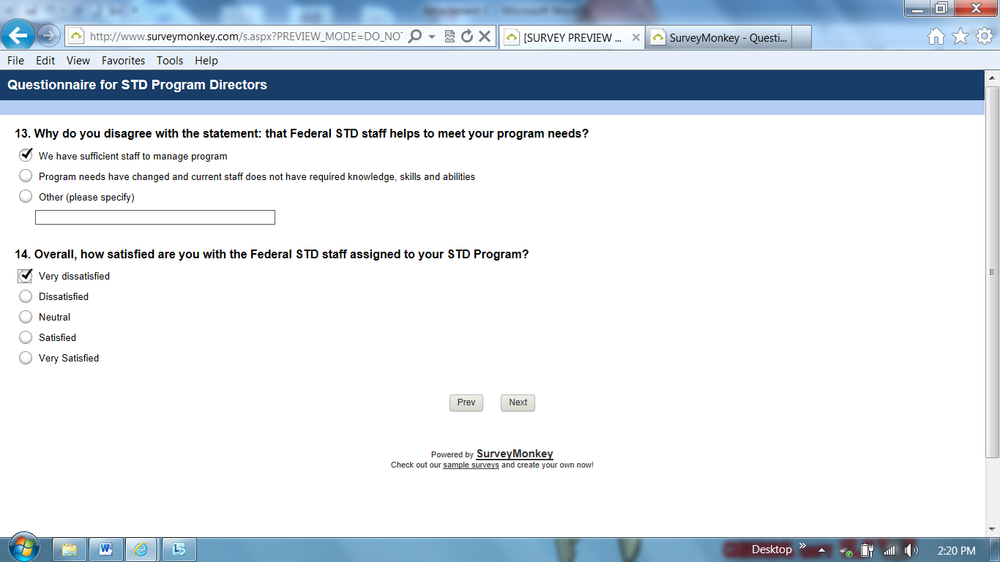 http://www.surveymonkey.com/s.aspx?PREVIEW_MODE=DO_NOT
[SURVEY PREVIEW ...
SurveyMonkey - Questi...
File Edit View Favorites Tools Help
Questionnaire for STD Program Directors
13. Why do you disagree with the statement: that Federal STD staff helps to meet your program needs?
We have sufficient staff to manage program
Program needs have changed and current staff does not have required knowledge, skills and abilities
Other (please specify)
14. Overall, how satisfied are you with the Federal STD staff assigned to your STD Program?
Very dissatisfied
Dissatisfied
Neutral
Satisfied
Very Satisfied
Prev Next
Powered by SurveyMonkey
Check out our sample surveys and create your own now!
Desktop
2:20 PM